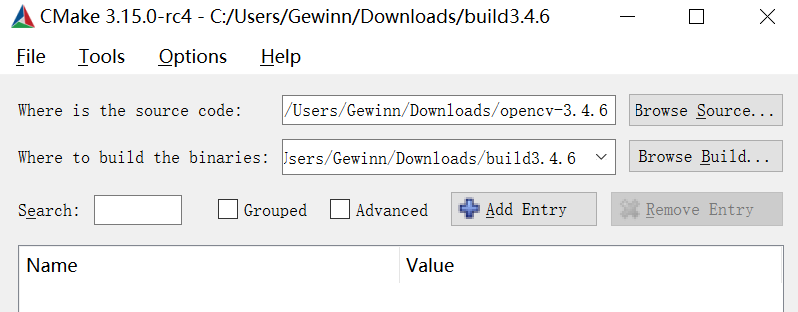 CMake 3.15.0-rc4 - C:/Users/Gewinn/Downloads/build3.4.6
File Tools Options Help
Where is the source code: /Users/Gewinn/Downloads/opencv-3.4.6 Browse Source...
Where to build the binaries: Jsers/Gewinn/Downloads/build3.4.6 Browse Build...
Search: Grouped Advanced Add Entry Remove Entry
Name Value